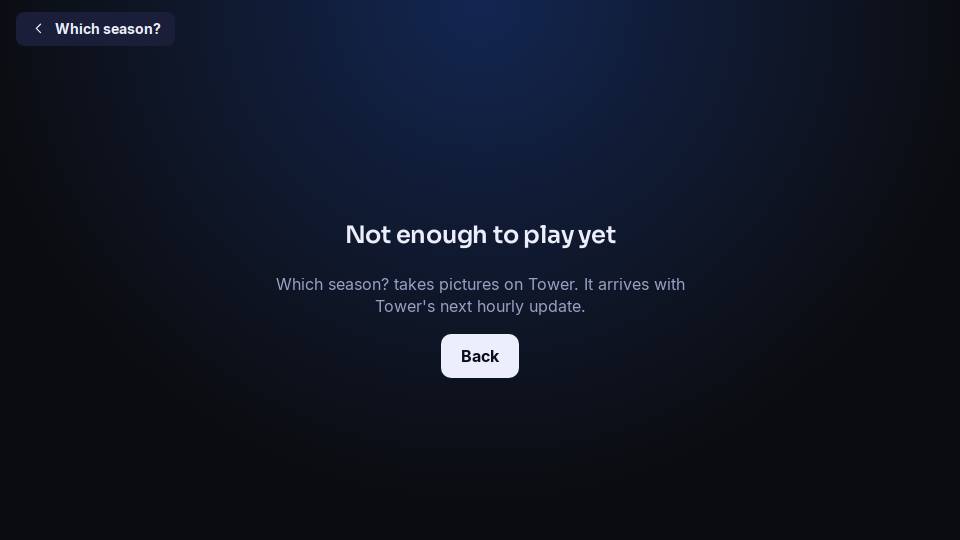 Which season?
Not enough to play yet
Which season? takes pictures on Tower. It arrives with
Tower's next hourly update.
Back